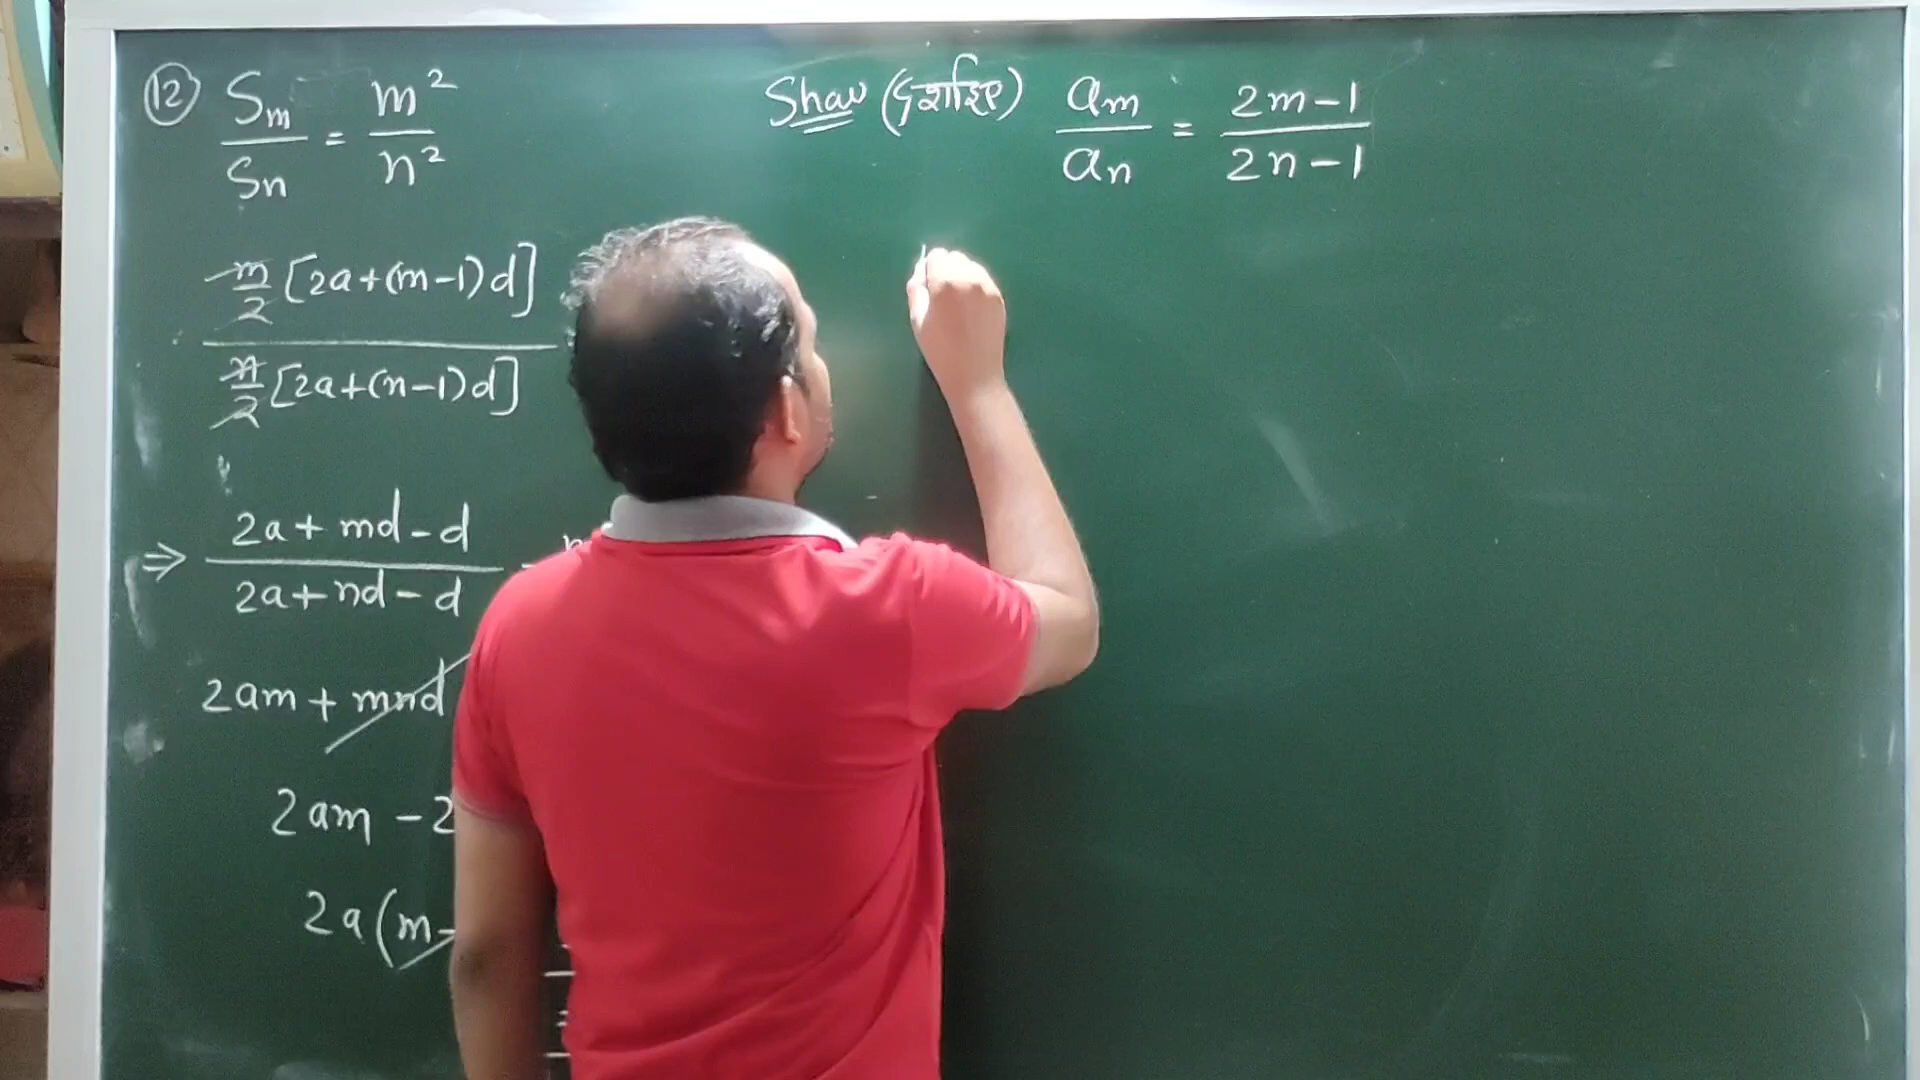 ⑫ Sm/Sn = m²/n²
Show (दर्शाइए) am/an = (2m-1)/(2n-1)
m/2 [2a+(m-1)d]
n/2 [2a+(n-1)d]
⇒ (2a+md-d)/(2a+nd-d)
2am + mnd
2am - 2
2a(m-